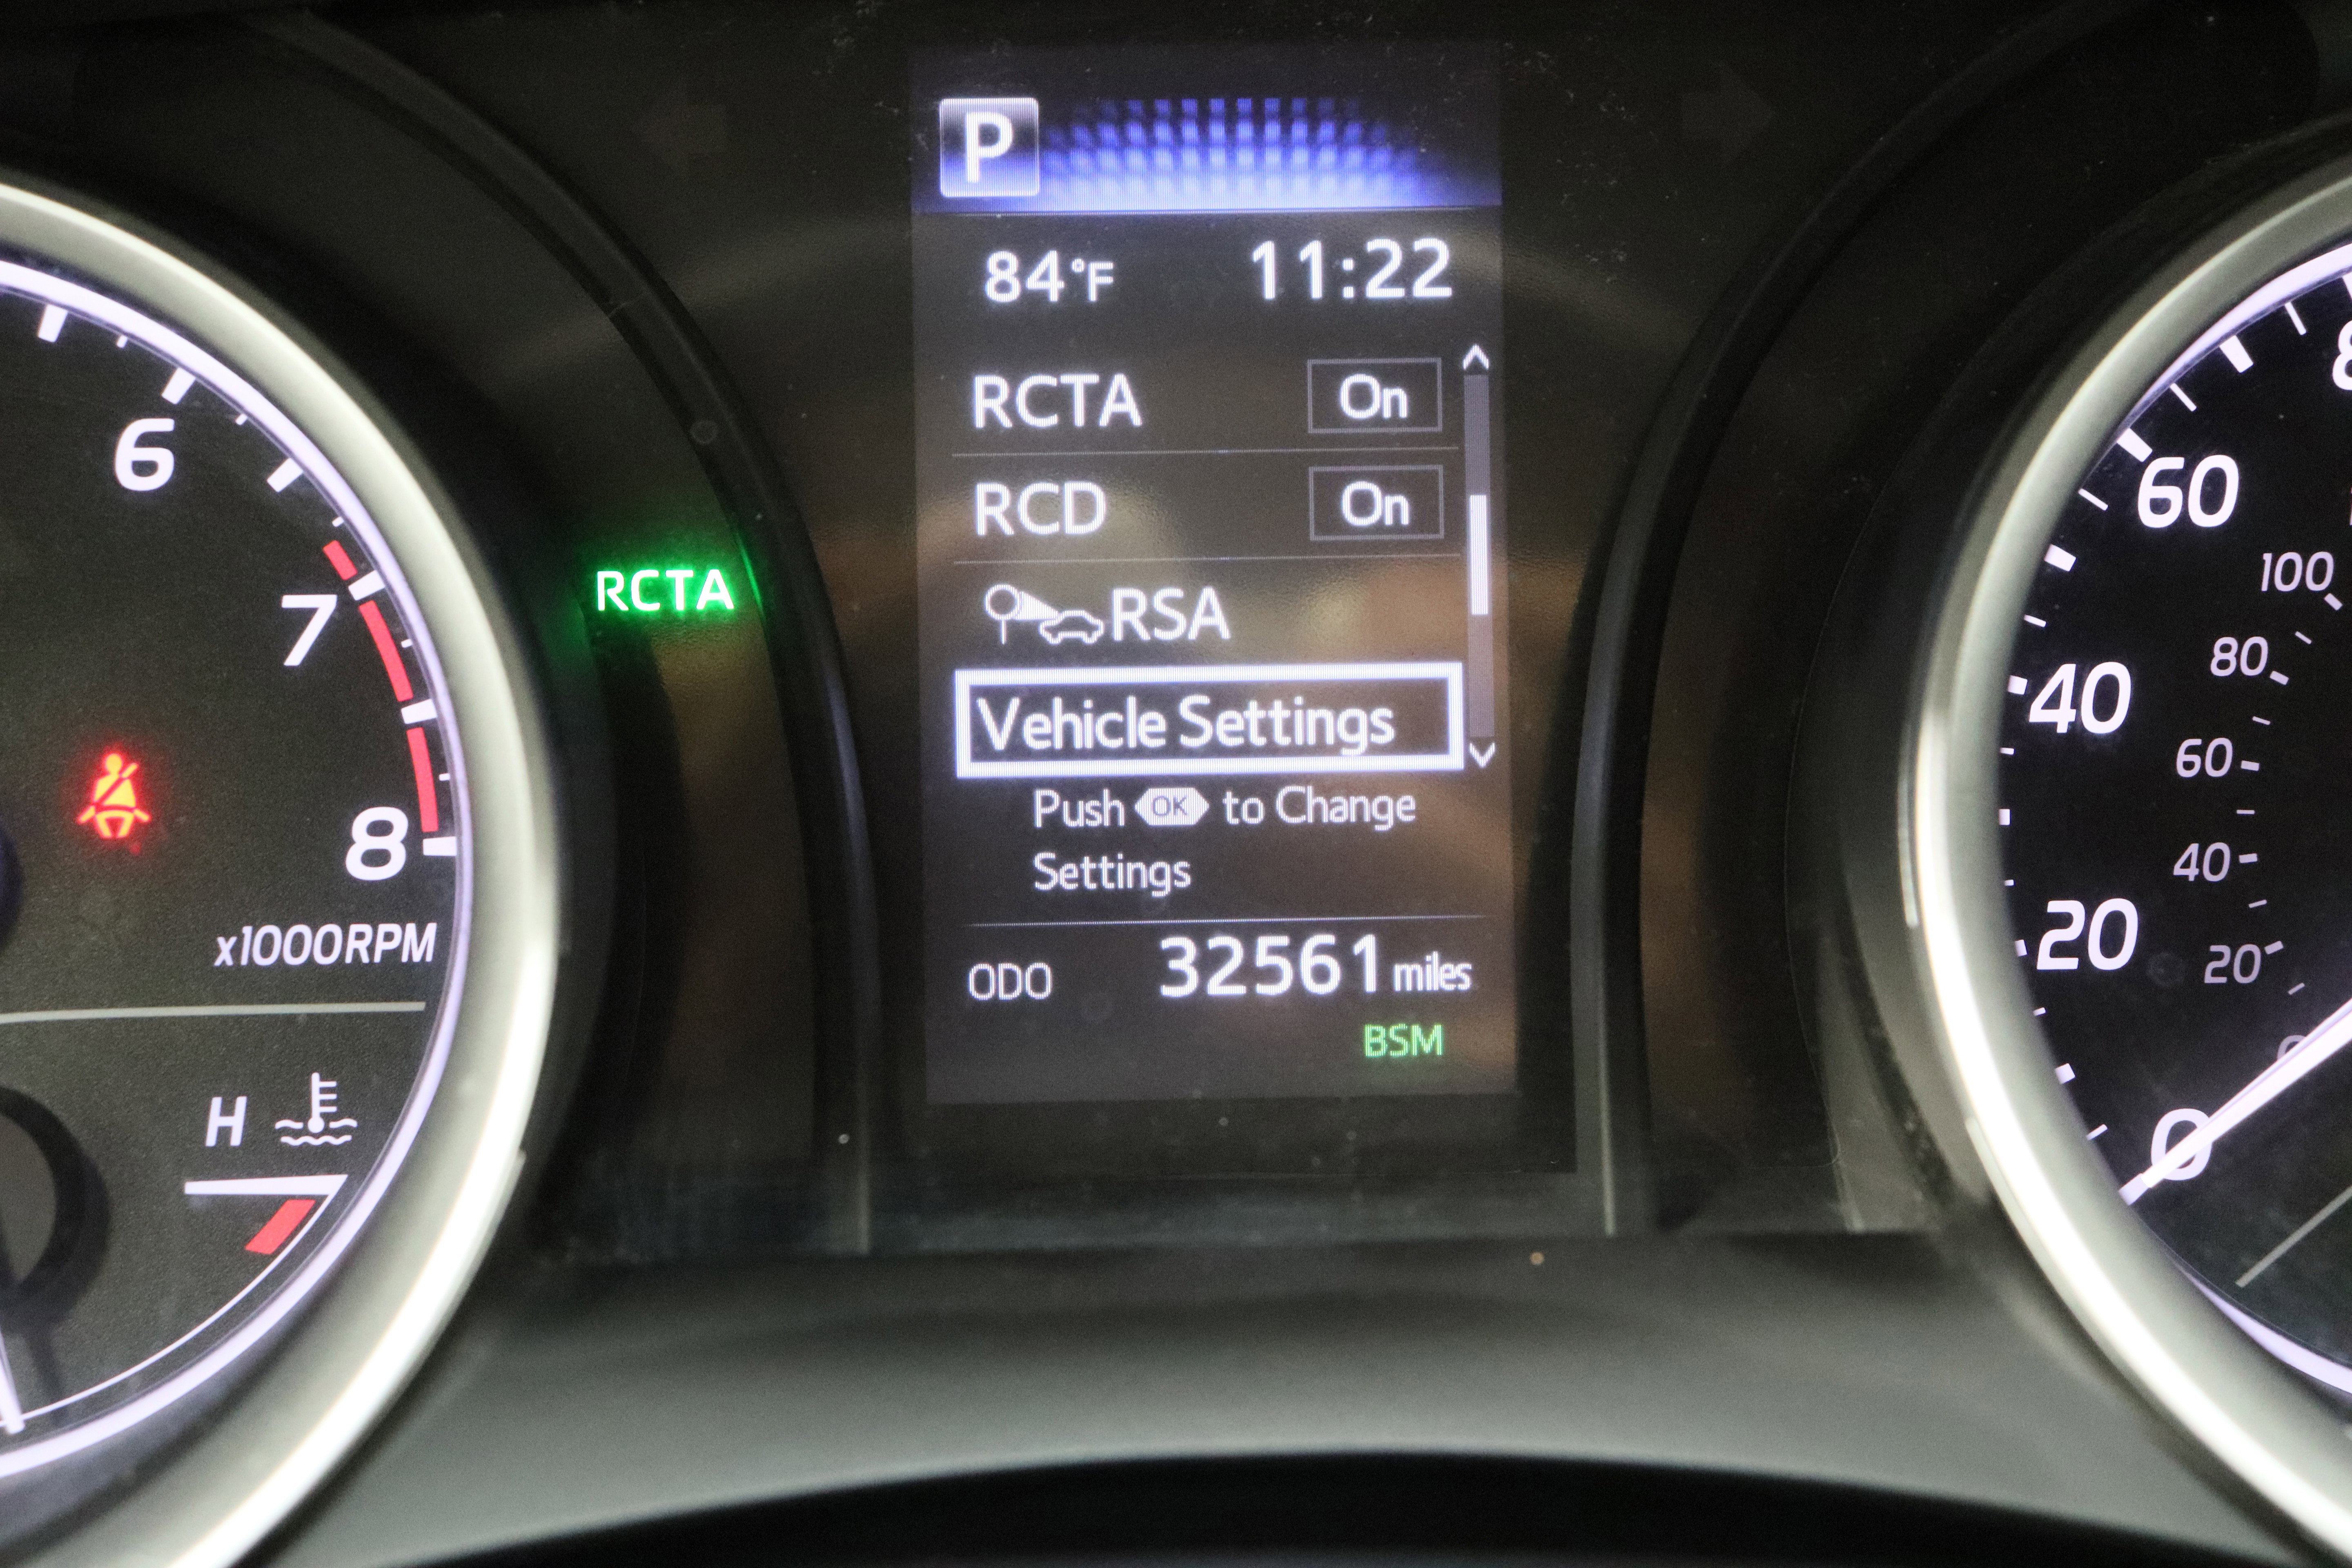 P
84°F 11:22
RCTA On
RCD On
RSA
Vehicle Settings
Push OK to Change
Settings
ODO 32561 miles
BSM
RCTA
6
7
8
x1000RPM
H
60
40
20
0
100
80
60
40
20